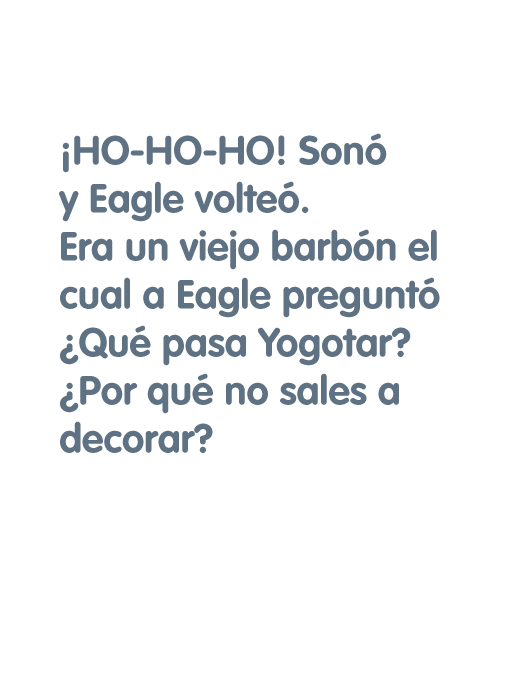 ¡HO-HO-HO! Sonó
y Eagle volteó.
Era un viejo barbón el
cual a Eagle preguntó
¿Qué pasa Yogotar?
¿Por qué no sales a
decorar?